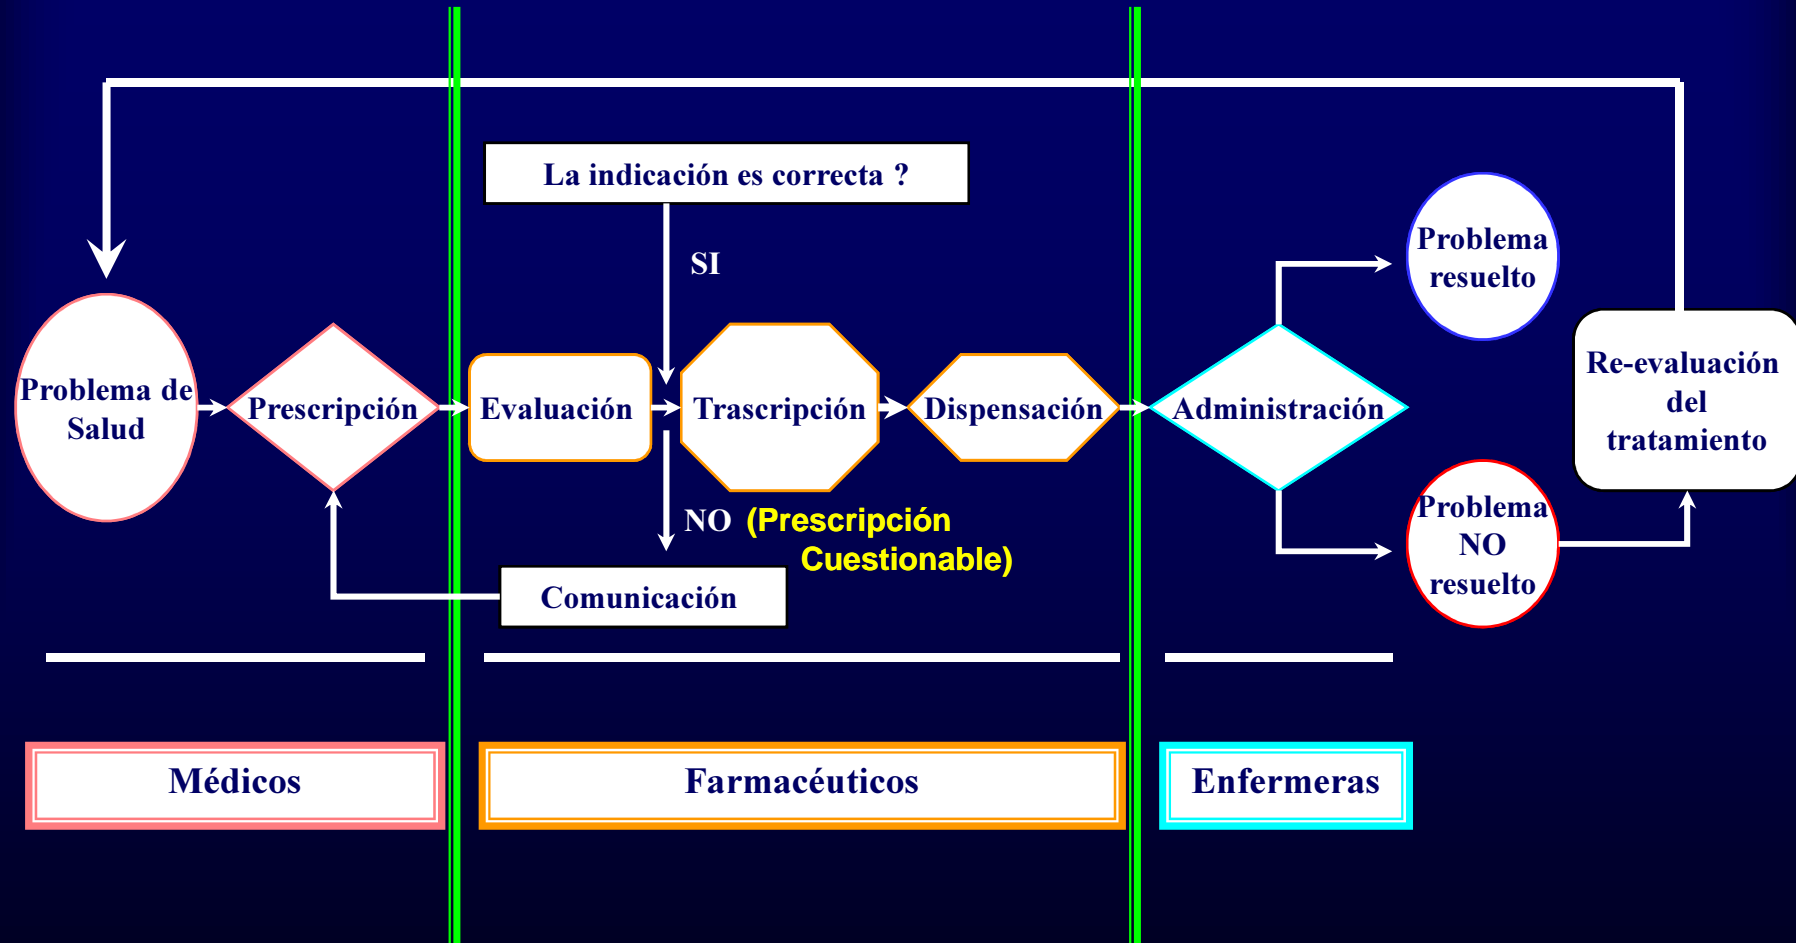 La indicación es correcta ?
SI
Problema
resuelto
Problema de
Salud
Prescripción
Evaluación
Trascripción
Dispensación
Administración
Re-evaluación
del
tratamiento
NO (Prescripción
Cuestionable)
Problema
NO
resuelto
Comunicación
Médicos
Farmacéuticos
Enfermeras